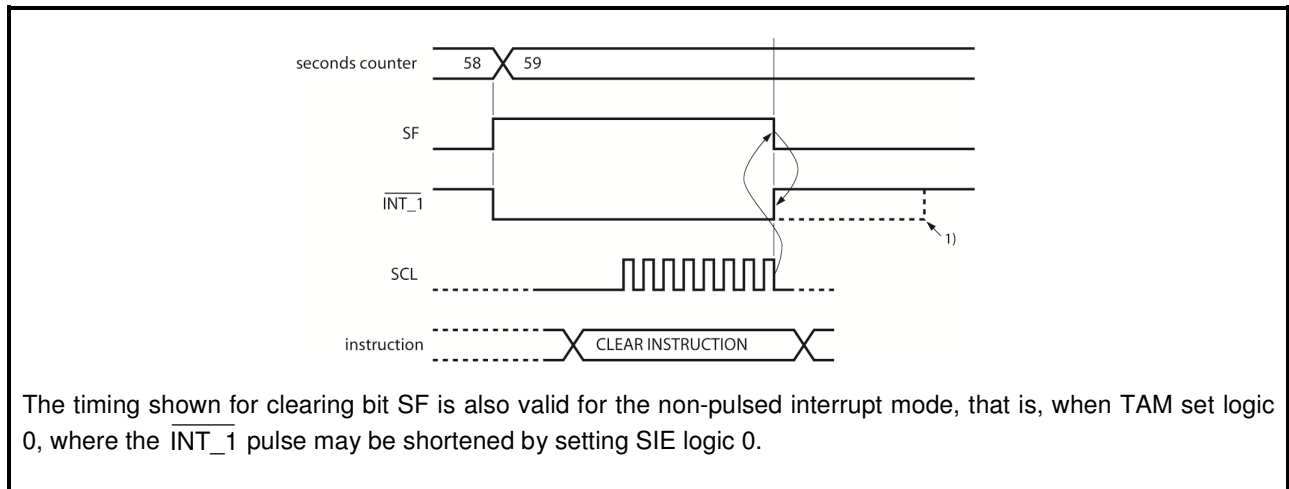 seconds counter 58 59
SF
INT_1
1)
SCL
instruction CLEAR INSTRUCTION
The timing shown for clearing bit SF is also valid for the non-pulsed interrupt mode, that is, when TAM set logic
0, where the INT_1 pulse may be shortened by setting SIE logic 0.